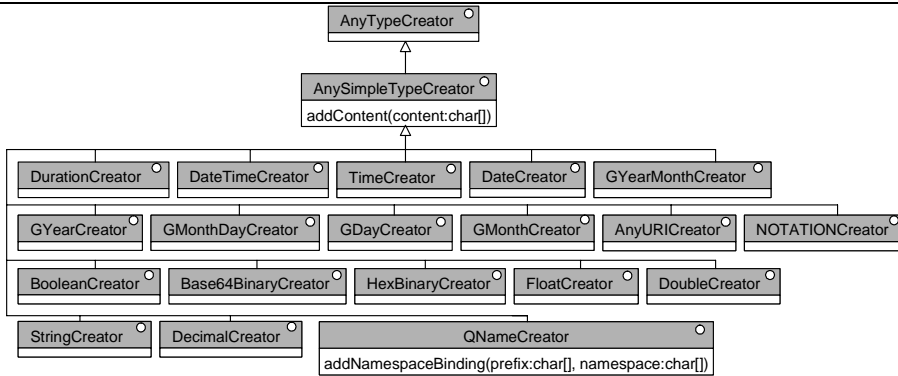 AnyTypeCreator
AnySimpleTypeCreator
addContent(content:char[])
DurationCreator DateTimeCreator TimeCreator DateCreator GYearMonthCreator
GYearCreator GMonthDayCreator GDayCreator GMonthCreator AnyURICreator NOTATIONCreator
BooleanCreator Base64BinaryCreator HexBinaryCreator FloatCreator DoubleCreator
StringCreator DecimalCreator QNameCreator
addNamespaceBinding(prefix:char[], namespace:char[])